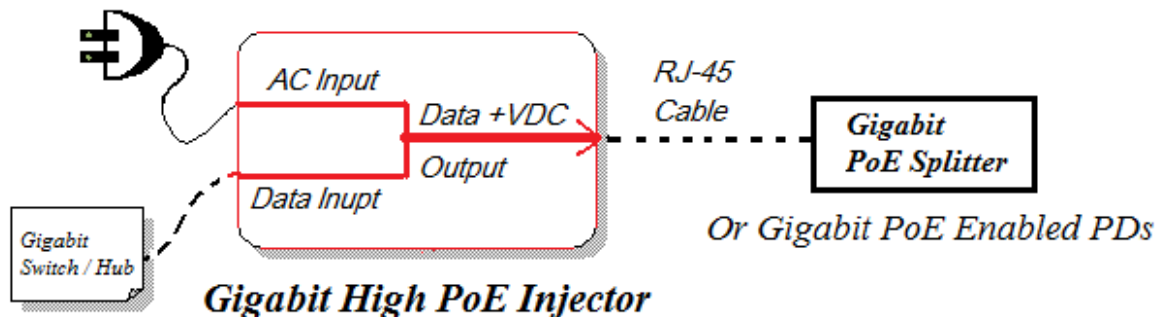 AC Input
Data +VDC
Output
Data Inupt
RJ-45
Cable
Gigabit
PoE Splitter
Or Gigabit PoE Enabled PDs
Gigabit
Switch / Hub
Gigabit High PoE Injector